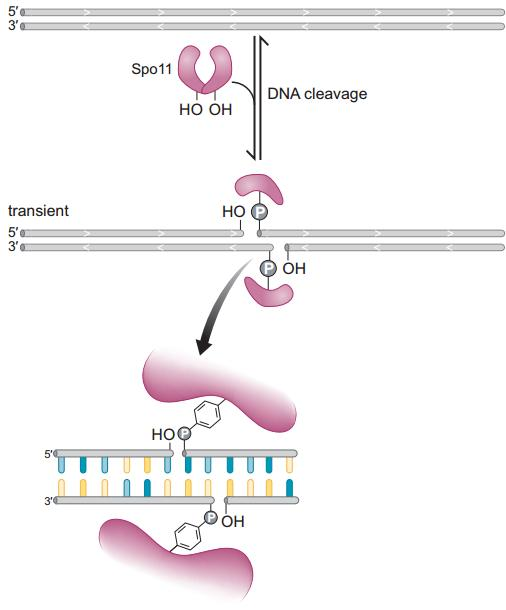 5′
3′
Spo11
HO OH
DNA cleavage
transient
HO P
5′
3′
P OH
HO P
5′
3′
P OH